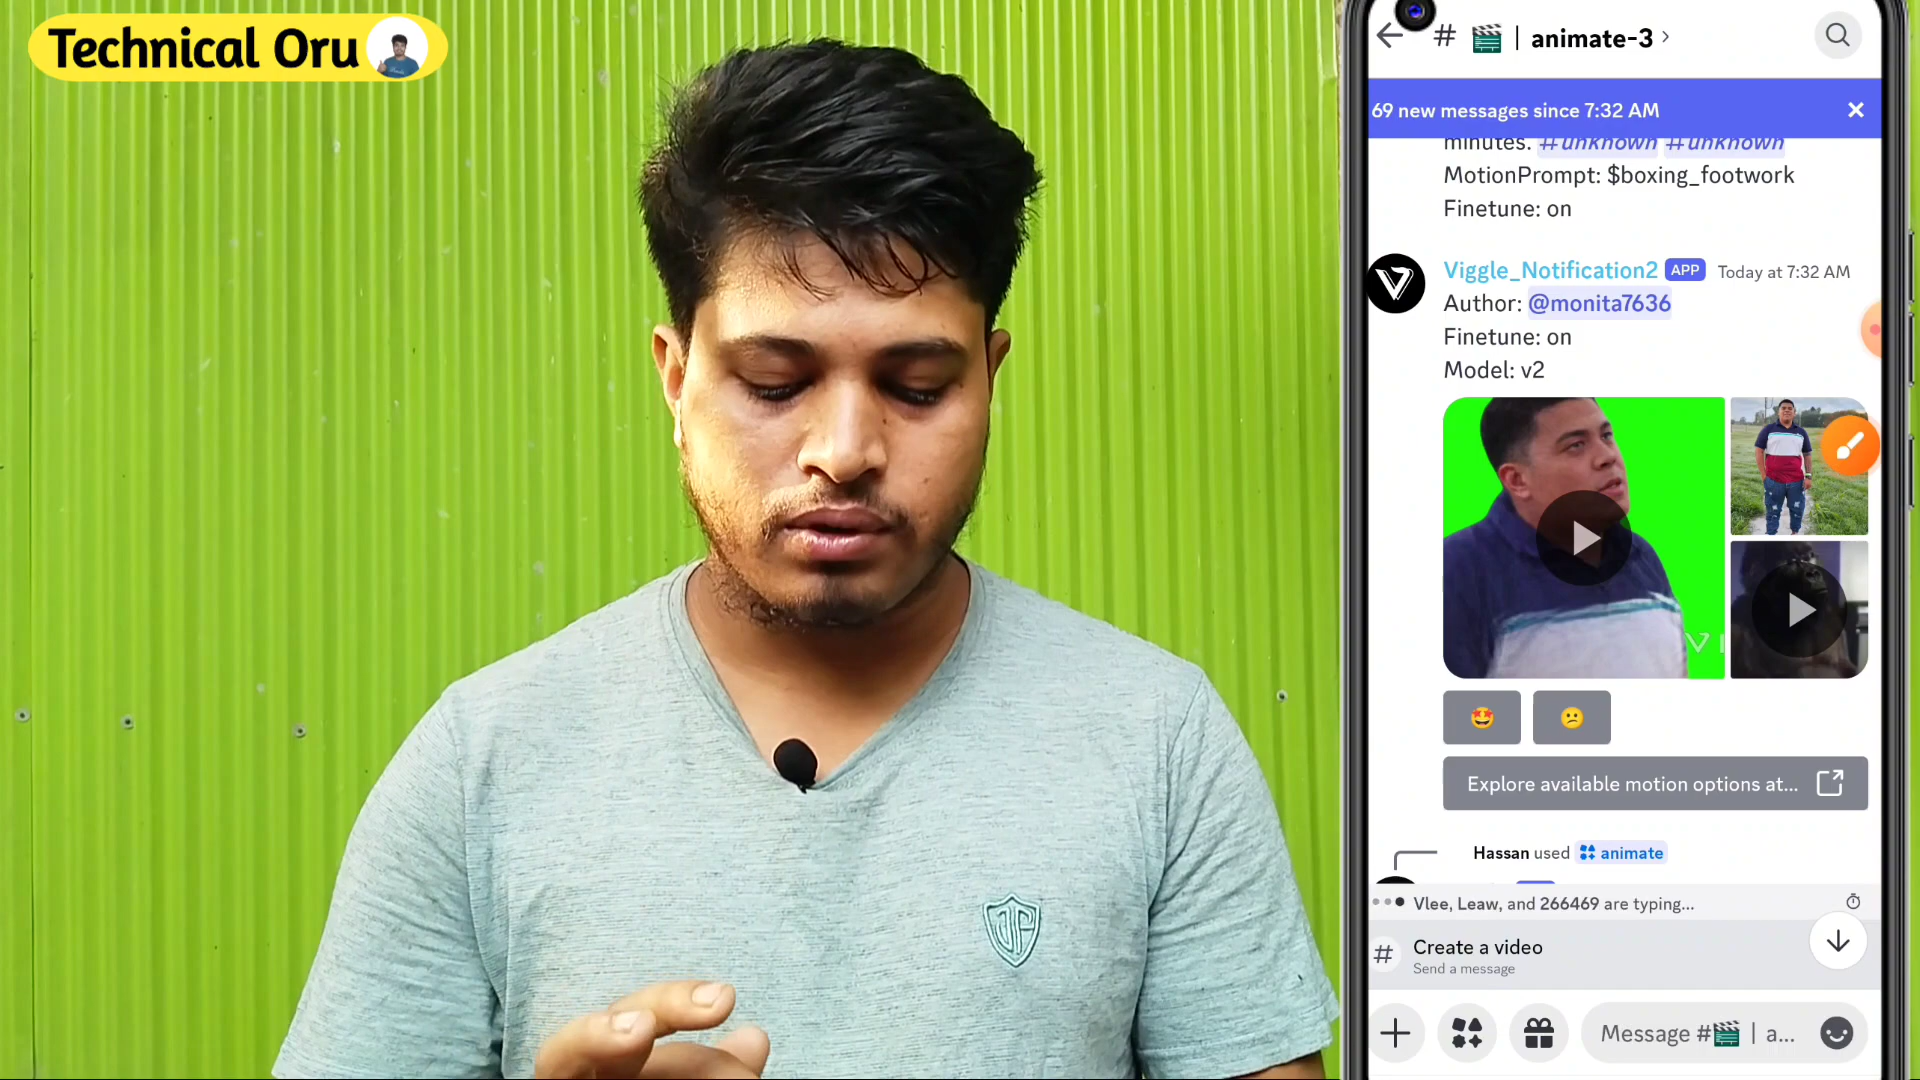 Technical Oru
# 🎬 | animate-3 >
69 new messages since 7:32 AM
minutes. #unknown #unknown
MotionPrompt: $boxing_footwork
Finetune: on
Viggle_Notification2 APP Today at 7:32 AM
Author: @monita7636
Finetune: on
Model: v2
Explore available motion options at...
Hassan used animate
Vlee, Leaw, and 266469 are typing...
# Create a video
Send a message
Message #🎬 | a...